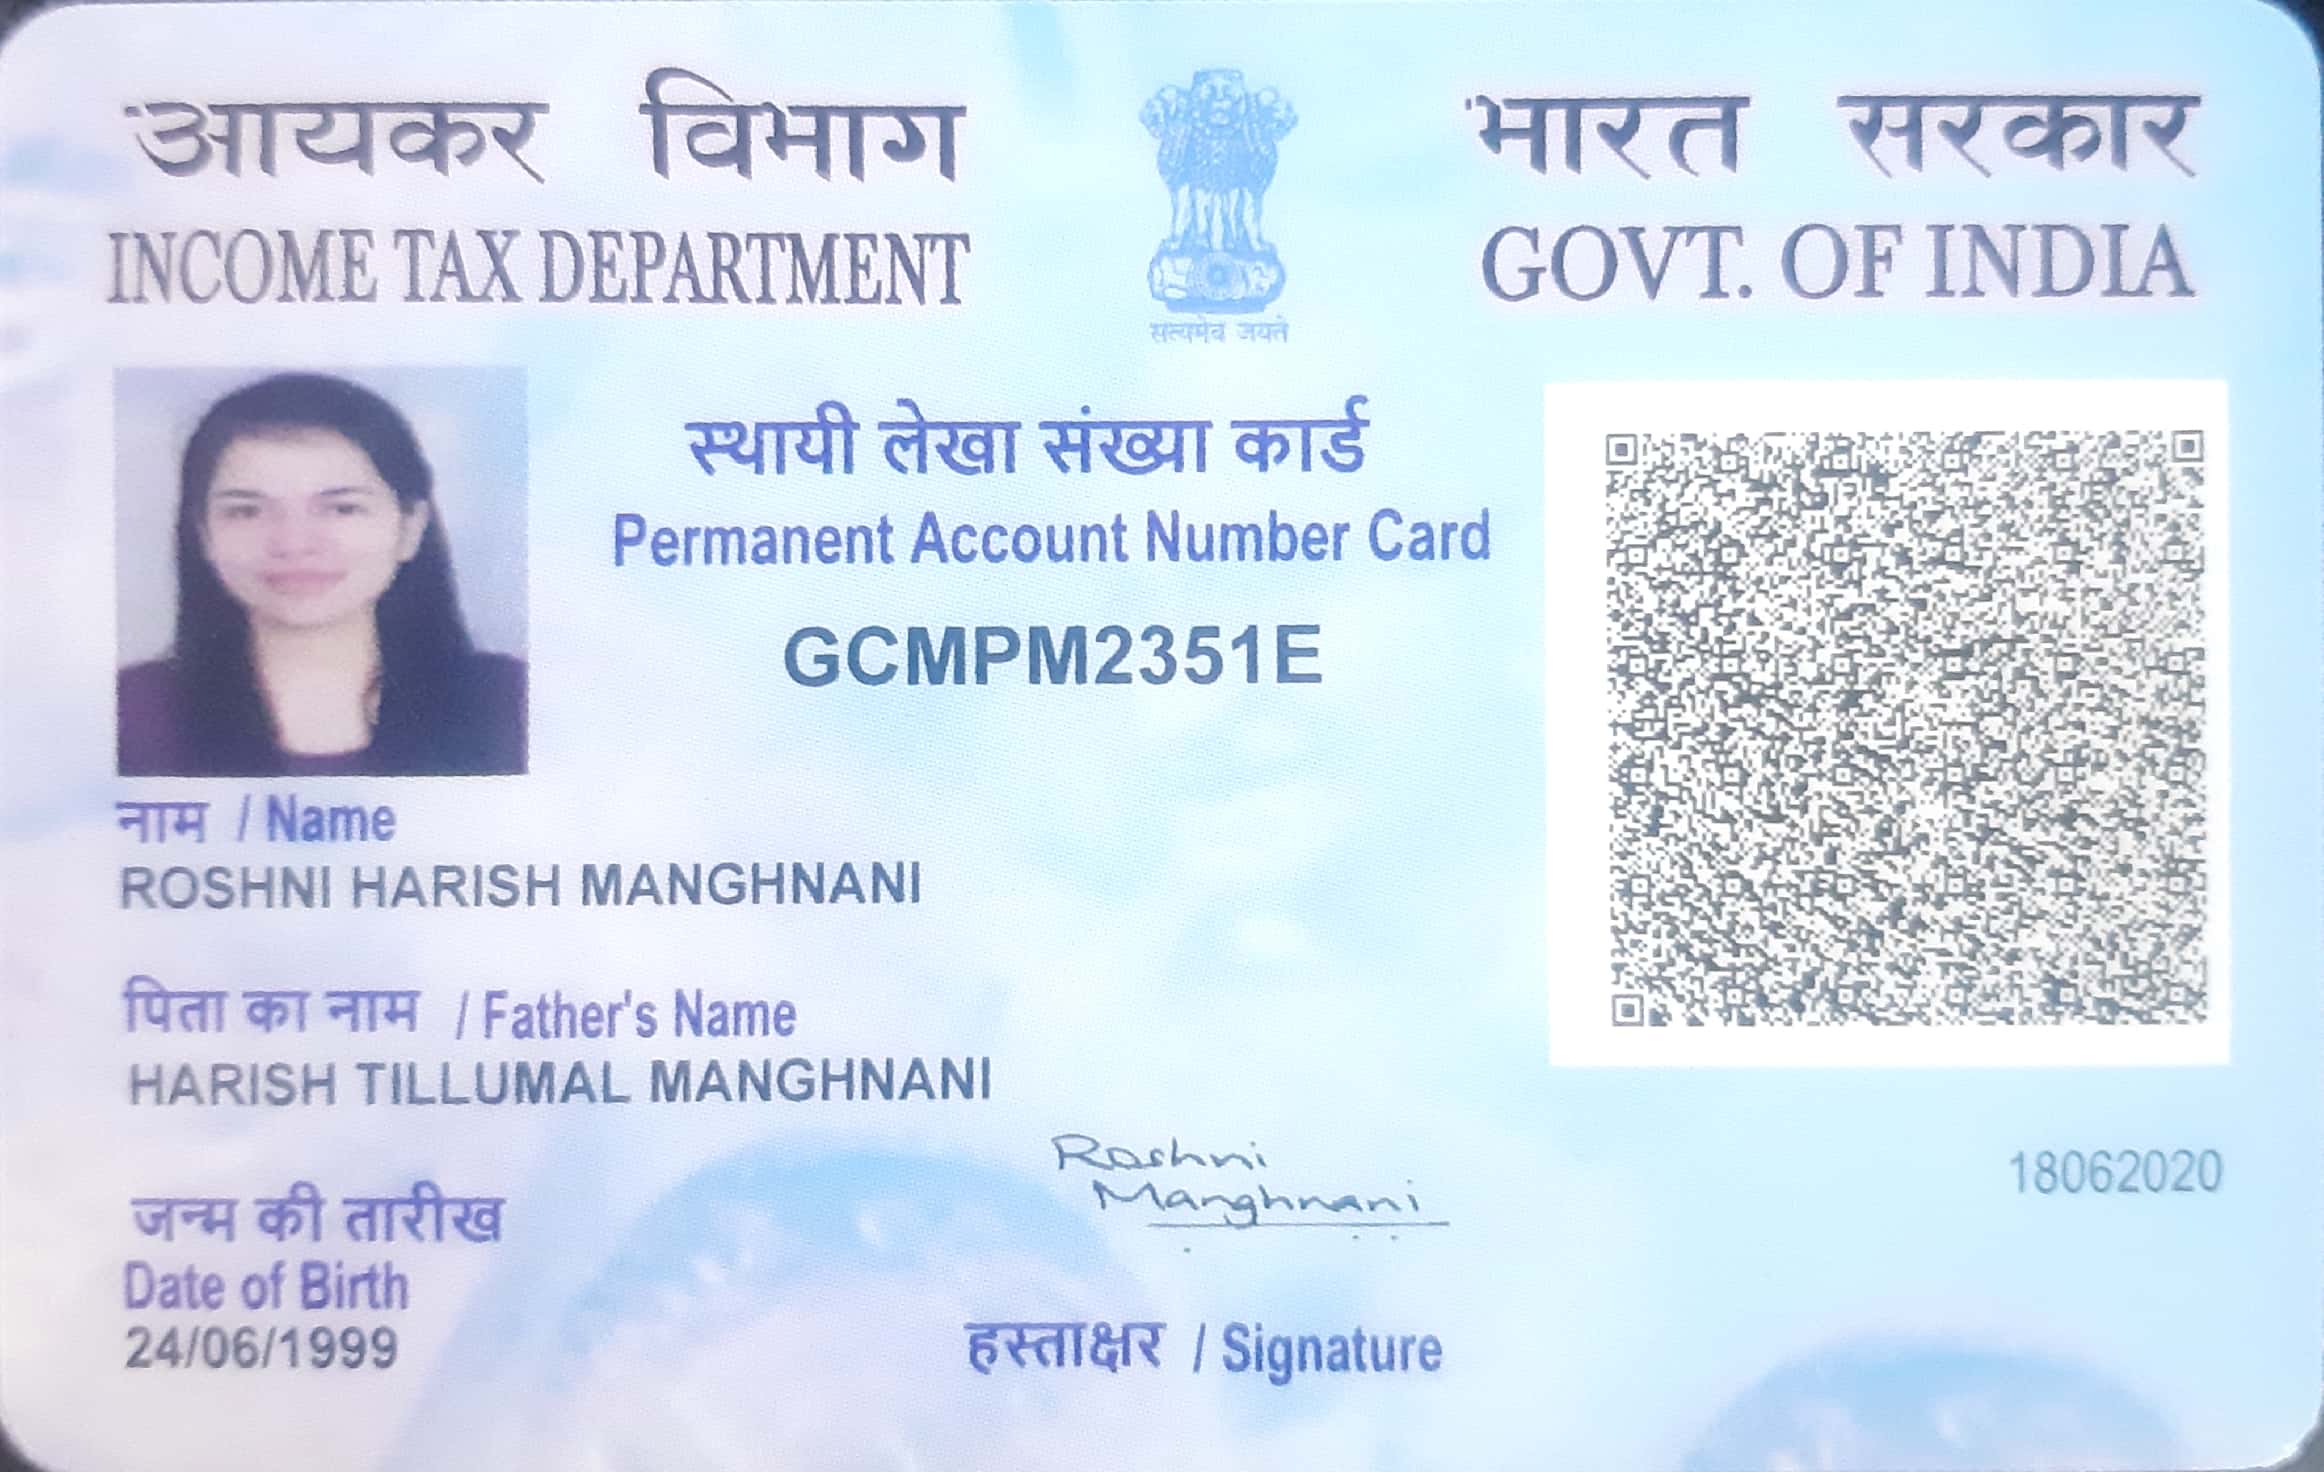 आयकर विभाग
INCOME TAX DEPARTMENT
सत्यमेव जयते
भारत सरकार
GOVT. OF INDIA
स्थायी लेखा संख्या कार्ड
Permanent Account Number Card
GCMPM2351E
नाम / Name
ROSHNI HARISH MANGHNANI
पिता का नाम / Father's Name
HARISH TILLUMAL MANGHNANI
Roshni
Manghnani
18062020
जन्म की तारीख
Date of Birth
24/06/1999
हस्ताक्षर / Signature